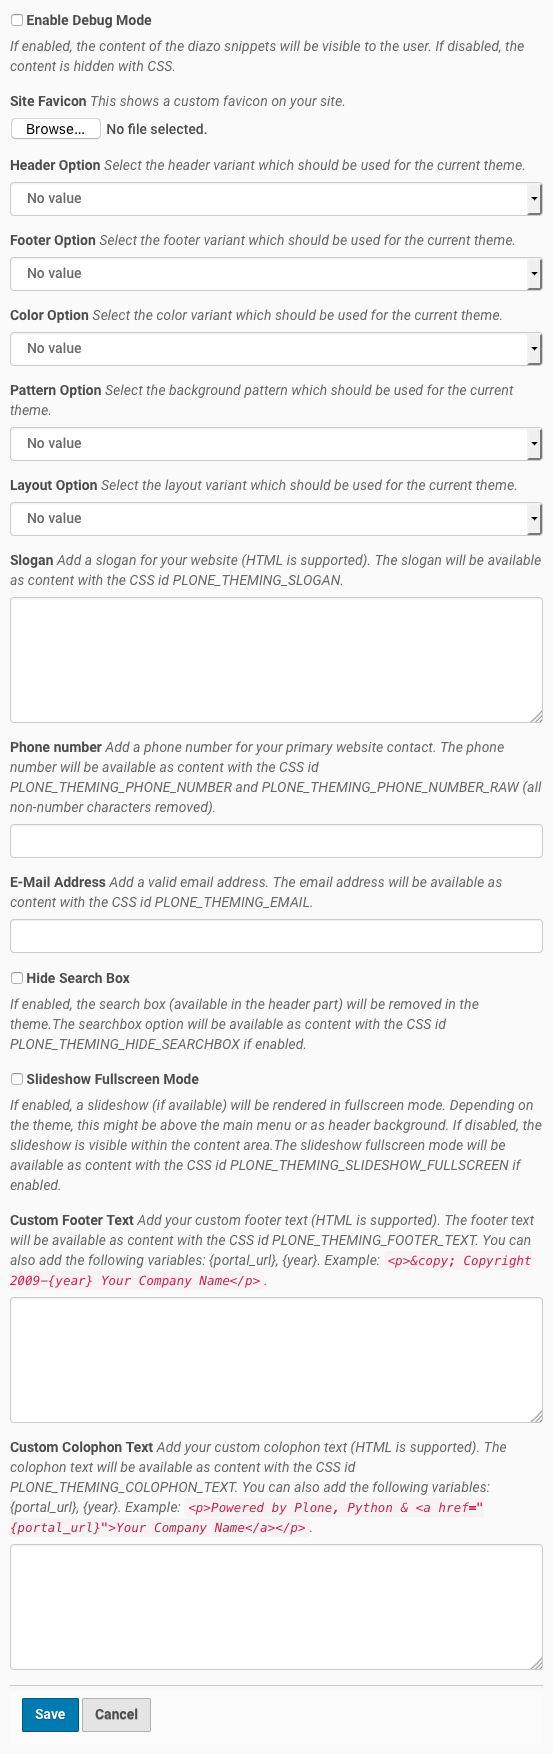 Enable Debug Mode
If enabled, the content of the diazo snippets will be visible to the user. If disabled, the
content is hidden with CSS.
Site Favicon This shows a custom favicon on your site.
Browse... No file selected.
Header Option Select the header variant which should be used for the current theme.
No value
Footer Option Select the footer variant which should be used for the current theme.
No value
Color Option Select the color variant which should be used for the current theme.
No value
Pattern Option Select the background pattern which should be used for the current
theme.
No value
Layout Option Select the layout variant which should be used for the current theme.
No value
Slogan Add a slogan for your website (HTML is supported). The slogan will be available
as content with the CSS id PLONE_THEMING_SLOGAN.
Phone number Add a phone number for your primary website contact. The phone
number will be available as content with the CSS id
PLONE_THEMING_PHONE_NUMBER and PLONE_THEMING_PHONE_NUMBER_RAW (all
non-number characters removed).
E-Mail Address Add a valid email address. The email address will be available as
content with the CSS id PLONE_THEMING_EMAIL.
Hide Search Box
If enabled, the search box (available in the header part) will be removed in the
theme.The searchbox option will be available as content with the CSS id
PLONE_THEMING_HIDE_SEARCHBOX if enabled.
Slideshow Fullscreen Mode
If enabled, a slideshow (if available) will be rendered in fullscreen mode. Depending on
the theme, this might be above the main menu or as header background. If disabled, the
slideshow is visible within the content area.The slideshow fullscreen mode will be
available as content with the CSS id PLONE_THEMING_SLIDESHOW_FULLSCREEN if
enabled.
Custom Footer Text Add your custom footer text (HTML is supported). The footer text
will be available as content with the CSS id PLONE_THEMING_FOOTER_TEXT. You can
also add the following variables: {portal_url}, {year}. Example: <p>&copy; Copyright
2009-{year} Your Company Name</p> .
Custom Colophon Text Add your custom colophon text (HTML is supported). The
colophon text will be available as content with the CSS id
PLONE_THEMING_COLOPHON_TEXT. You can also add the following variables:
{portal_url}, {year}. Example: <p>Powered by Plone, Python & <a href="
{portal_url}">Your Company Name</a></p> .
Save Cancel